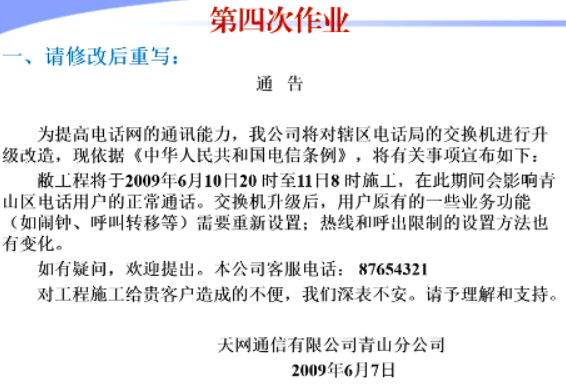 第四次作业
一、请修改后重写：
通 告
为提高电话网的通讯能力，我公司将对辖区电话局的交换机进行升
级改造，现依据《中华人民共和国电信条例》，将有关事项宣布如下：
敝工程将于2009年6月10日20 时至11日8 时施工，在此期间会影响青
山区电话用户的正常通话。交换机升级后，用户原有的一些业务功能
（如闹钟、呼叫转移等）需要重新设置；热线和呼出限制的设置方法也
有变化。
如有疑问，欢迎提出。本公司客服电话： 87654321
对工程施工给贵客户造成的不便，我们深表不安。请予理解和支持。
天网通信有限公司青山分公司
2009年6月7日